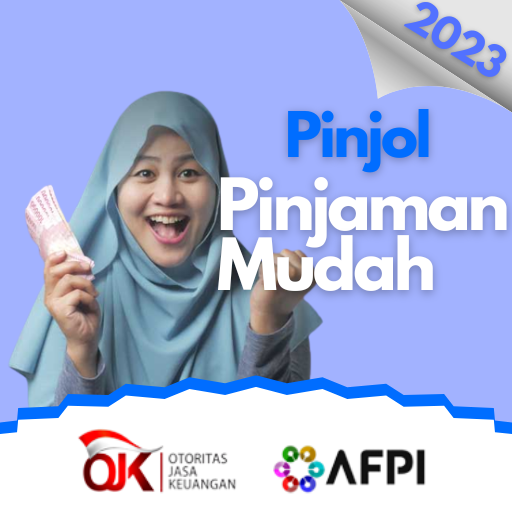 2023
Pinjol
Pinjaman
Mudah
OJK
OTORITAS
JASA
KEUANGAN
AFPI